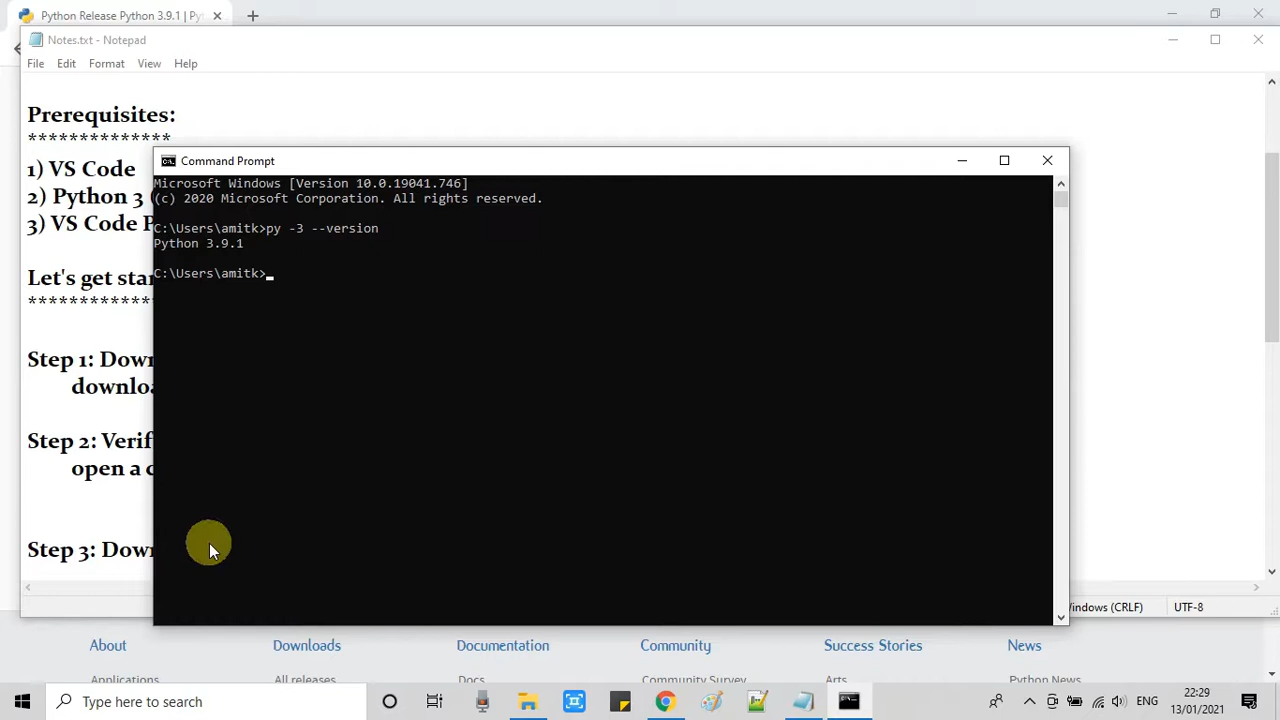 Python Release Python 3.9.1 | Py
Notes.txt - Notepad
File Edit Format View Help
Prerequisites:
**************
1) VS Code
2) Python 3
3) VS Code P
Let's get star
*************
Step 1: Down
downloa
Step 2: Verif
open a c
Step 3: Down
Command Prompt
Microsoft Windows [Version 10.0.19041.746]
(c) 2020 Microsoft Corporation. All rights reserved.
C:\Users\amitk>py -3 --version
Python 3.9.1
C:\Users\amitk>
Windows (CRLF) UTF-8
About Downloads Documentation Community Success Stories News
Applications All releases Docs Community Survey Arts Python News
Type here to search
ENG
22:29
13/01/2021